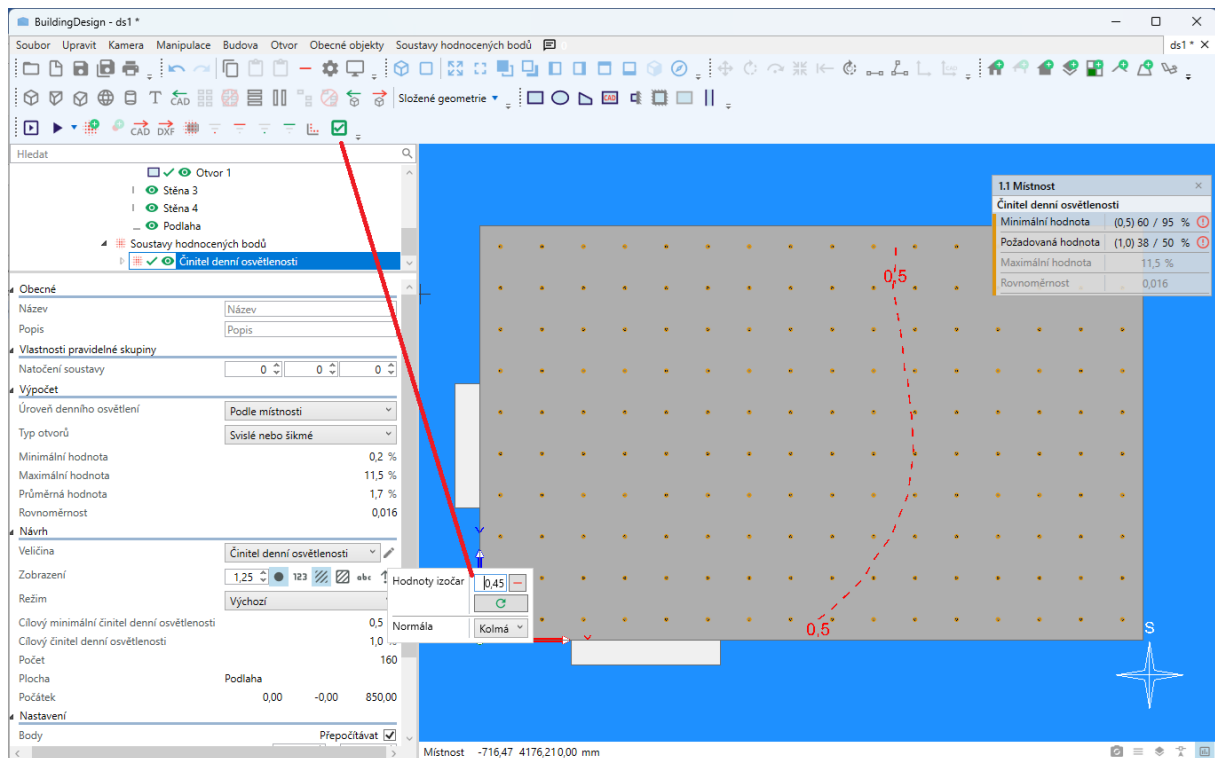 BuildingDesign - ds1 *
Soubor Upravit Kamera Manipulace Budova Otvor Obecné objekty Soustavy hodnocených bodů
ds1 * X
T CAD Složené geometrie CAD
CAD DXF
Hledat
Otvor 1
Stěna 3
Stěna 4
Podlaha
Soustavy hodnocených bodů
Činitel denní osvětlenosti
Obecné
Název Název
Popis Popis
Vlastnosti pravidelné skupiny
Natočení soustavy 0 0 0
Výpočet
Úroveň denního osvětlení Podle místnosti
Typ otvorů Svislé nebo šikmé
Minimální hodnota 0,2 %
Maximální hodnota 11,5 %
Průměrná hodnota 1,7 %
Rovnoměrnost 0,016
Návrh
Veličina Činitel denní osvětlenosti
Zobrazení 1,25 123 abc
Režim Výchozí
Cílový minimální činitel denní osvětlenosti 0,5
Cílový činitel denní osvětlenosti 1,0 %
Počet 160
Plocha Podlaha
Počátek 0,00 -0,00 850,00
Nastavení
Body Přepočítávat
Hodnoty izočar 0,45
Normála Kolmá
1.1 Místnost
Činitel denní osvětlenosti
Minimální hodnota (0,5) 60 / 95 %
Požadovaná hodnota (1,0) 38 / 50 %
Maximální hodnota 11,5 %
Rovnoměrnost 0,016
0,5
0,5
S
Místnost -716,47 4176,210,00 mm